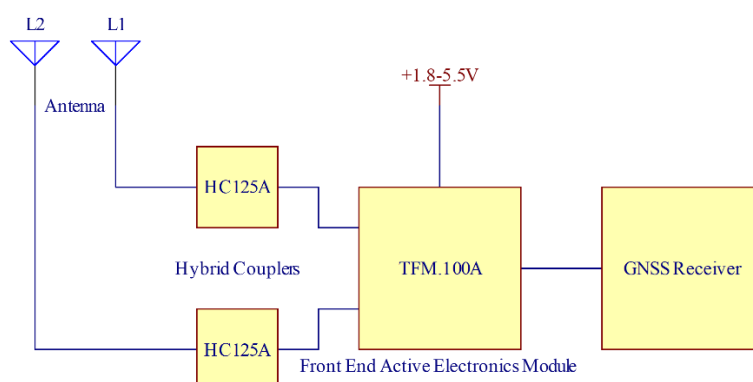 L2
L1
+1.8-5.5V
Antenna
HC125A
Hybrid Couplers
TFM.100A
GNSS Receiver
HC125A
Front End Active Electronics Module